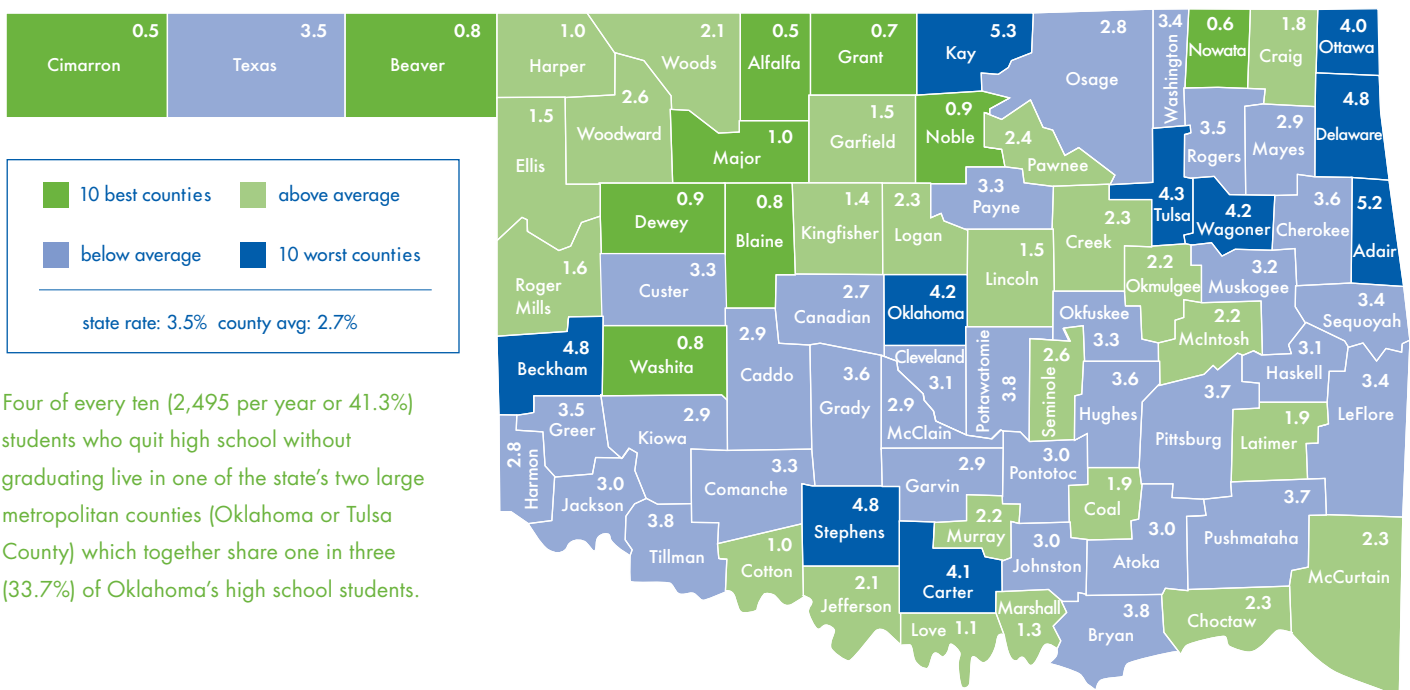 0.5
Cimarron
3.5
Texas
0.8
Beaver
1.0
Harper
2.1
Woods
0.5
Alfalfa
0.7
Grant
5.3
Kay
2.8
Osage
3.4
Washington
0.6
Nowata
1.8
Craig
4.0
Ottawa
1.5
Ellis
2.6
Woodward
1.0
Major
1.5
Garfield
0.9
Noble
2.4
Pawnee
3.5
Rogers
2.9
Mayes
4.8
Delaware
10 best counties
above average
below average
10 worst counties
state rate: 3.5% county avg: 2.7%
0.9
Dewey
0.8
Blaine
1.4
Kingfisher
2.3
Logan
3.3
Payne
2.3
Creek
4.3
Tulsa
4.2
Wagoner
3.6
Cherokee
5.2
Adair
1.6
Roger
Mills
3.3
Custer
2.7
Canadian
4.2
Oklahoma
1.5
Lincoln
2.2
Okmulgee
3.2
Muskogee
3.4
Sequoyah
4.8
Beckham
0.8
Washita
2.9
Caddo
3.6
Grady
Cleveland
3.1
2.9
McClain
Pottawatomie
3.8
2.6
Seminole
Okfuskee
3.3
2.2
McIntosh
3.1
Haskell
3.4
LeFlore
3.6
Hughes
3.7
Pittsburg
1.9
Latimer
Four of every ten (2,495 per year or 41.3%)
students who quit high school without
graduating live in one of the state's two large
metropolitan counties (Oklahoma or Tulsa
County) which together share one in three
(33.7%) of Oklahoma's high school students.
2.8
Harmon
3.5
Greer
2.9
Kiowa
3.0
Jackson
3.8
Tillman
3.3
Comanche
1.0
Cotton
4.8
Stephens
2.9
Garvin
3.0
Pontotoc
1.9
Coal
2.2
Murray
3.0
Johnston
3.0
Atoka
3.7
Pushmataha
2.3
McCurtain
2.1
Jefferson
4.1
Carter
Love 1.1
Marshall
1.3
3.8
Bryan
2.3
Choctaw